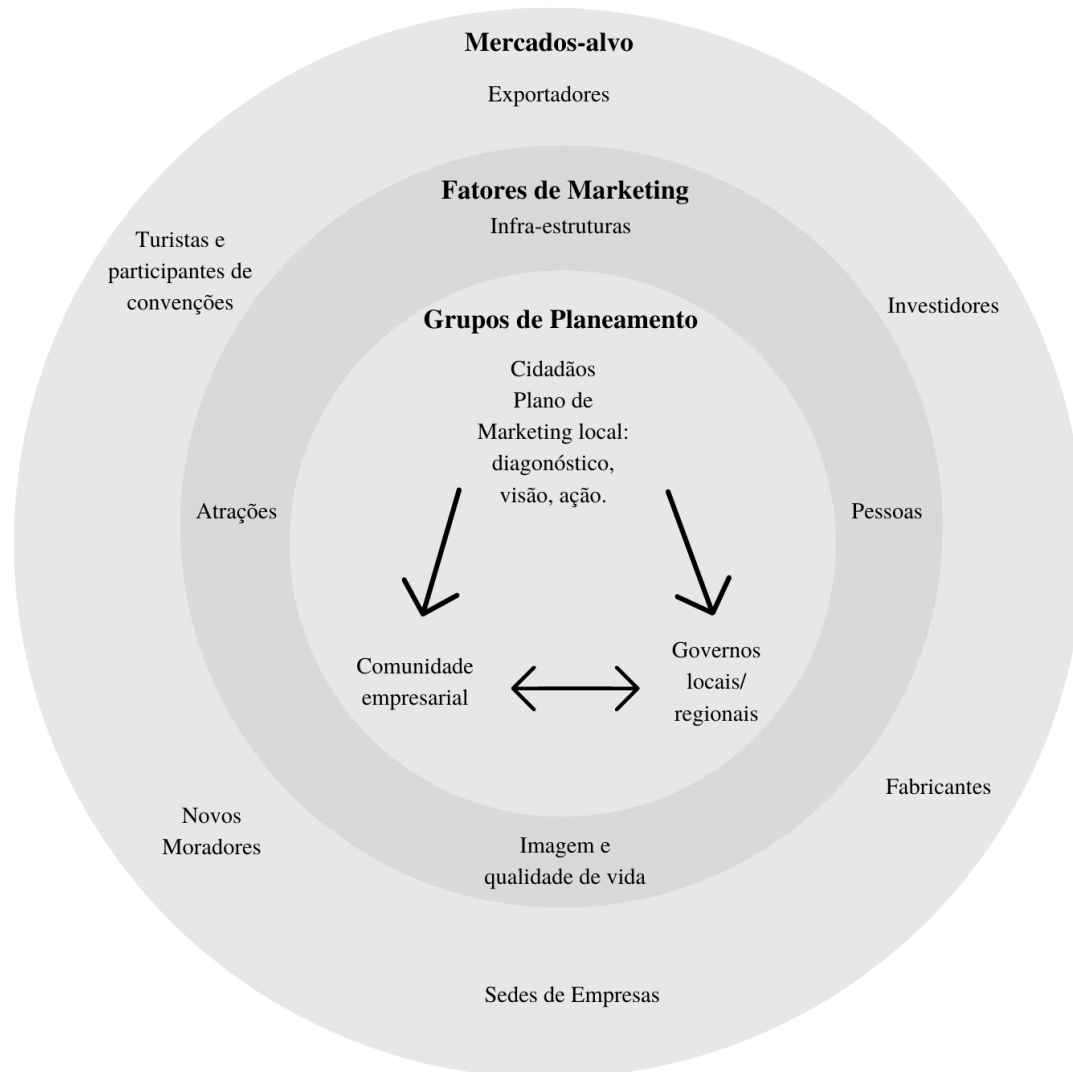 Mercados-alvo
Exportadores
Fatores de Marketing
Infra-estruturas
Turistas e
participantes de
convenções
Investidores
Grupos de Planeamento
Cidadãos
Plano de
Marketing local:
diagonóstico,
visão, ação.
Atrações
Pessoas
Comunidade
empresarial
Governos
locais/
regionais
Fabricantes
Novos
Moradores
Imagem e
qualidade de vida
Sedes de Empresas